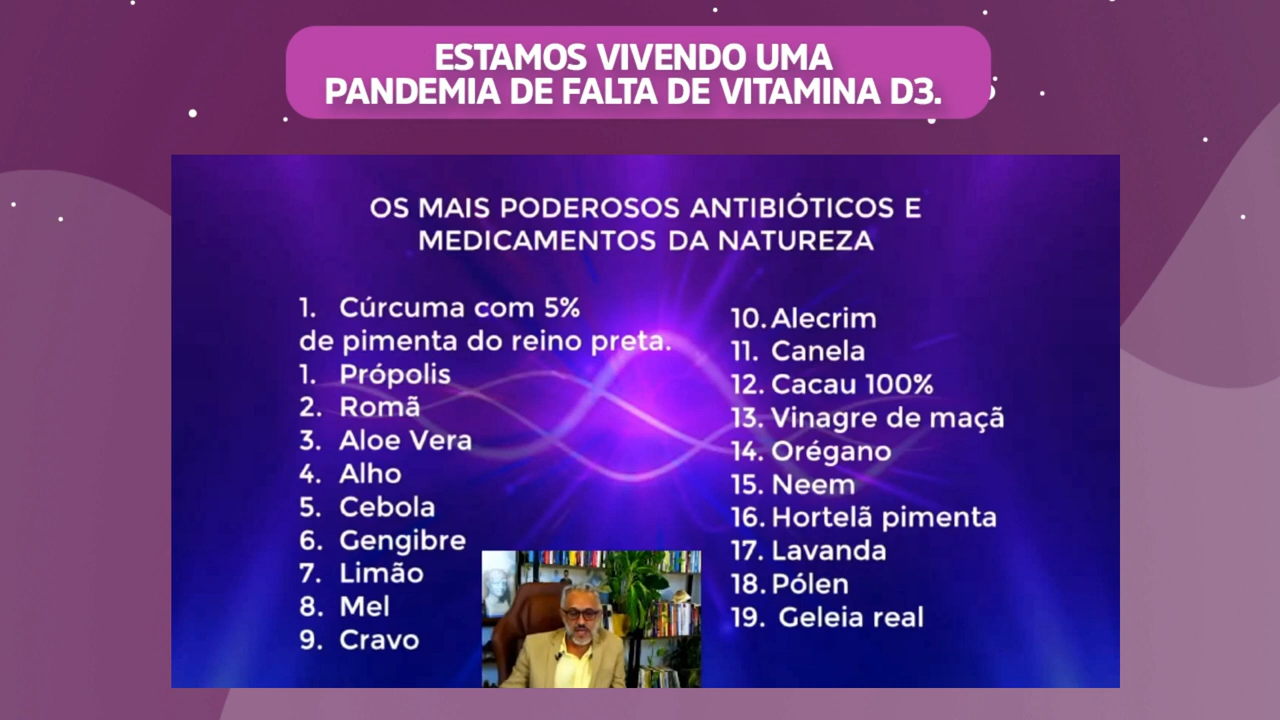 ESTAMOS VIVENDO UMA
PANDEMIA DE FALTA DE VITAMINA D3.
OS MAIS PODEROSOS ANTIBIÓTICOS E
MEDICAMENTOS DA NATUREZA
1. Cúrcuma com 5%
de pimenta do reino preta.
1. Própolis
2. Romã
3. Aloe Vera
4. Alho
5. Cebola
6. Gengibre
7. Limão
8. Mel
9. Cravo
10. Alecrim
11. Canela
12. Cacau 100%
13. Vinagre de maçã
14. Orégano
15. Neem
16. Hortelã pimenta
17. Lavanda
18. Pólen
19. Geleia real